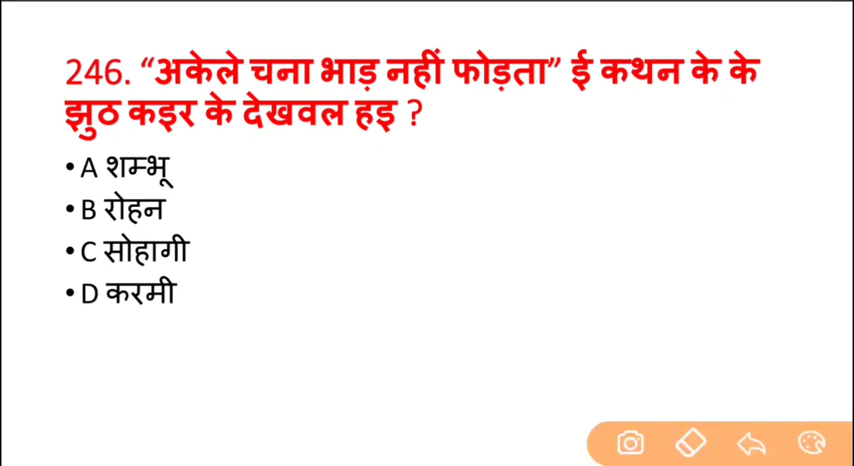 246. “अकेले चना भाड़ नहीं फोड़ता” ई कथन के के
झुठ कइर के देखवल हइ ?
• A शम्भू
• B रोहन
• C सोहागी
• D करमी